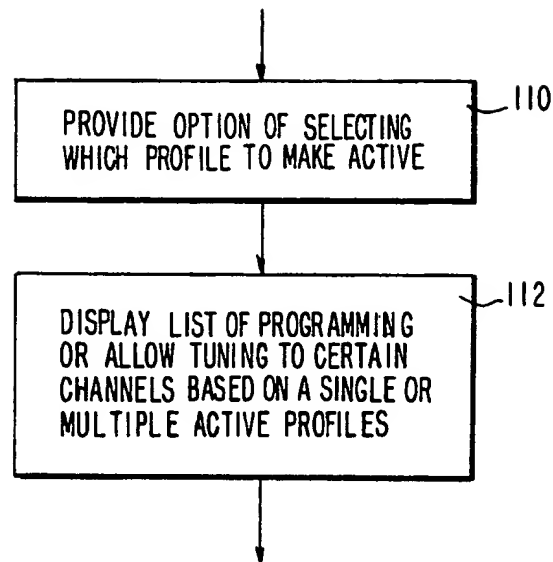 110
PROVIDE OPTION OF SELECTING
WHICH PROFILE TO MAKE ACTIVE
112
DISPLAY LIST OF PROGRAMMING
OR ALLOW TUNING TO CERTAIN
CHANNELS BASED ON A SINGLE OR
MULTIPLE ACTIVE PROFILES